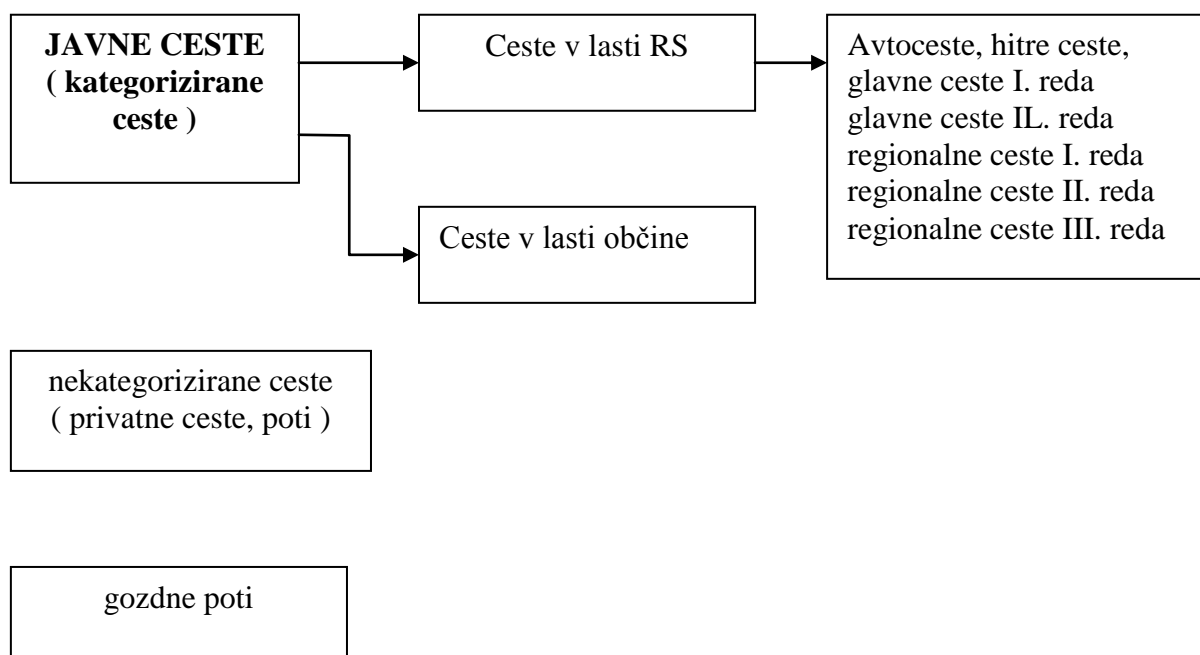 JAVNE CESTE
( kategorizirane
ceste )
Ceste v lasti RS
Avtoceste, hitre ceste,
glavne ceste I. reda
glavne ceste IL. reda
regionalne ceste I. reda
regionalne ceste II. reda
regionalne ceste III. reda
Ceste v lasti občine
nekategorizirane ceste
( privatne ceste, poti )
gozdne poti